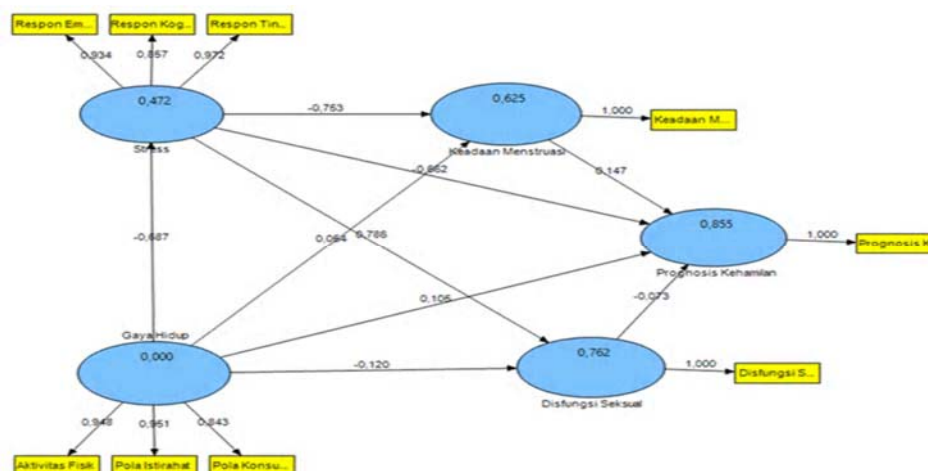 Respon Em...
Respon Kog...
Respon Tin...
0,934
0,857
0,972
0,472
Stress
-0,753
0,625
Keadaan Menstruasi
1,000
Keadaan M...
0,147
0,064
0,786
-0,687
0,855
Prognosis Kehamilan
1,000
Prognosis K
0,105
-0,073
Gaya Hidup
0,000
-0,120
0,762
Disfungsi Seksual
1,000
Disfungsi S...
0,948
0,951
0,843
Aktivitas Fisik
Pola Istirahat
Pola Konsu...